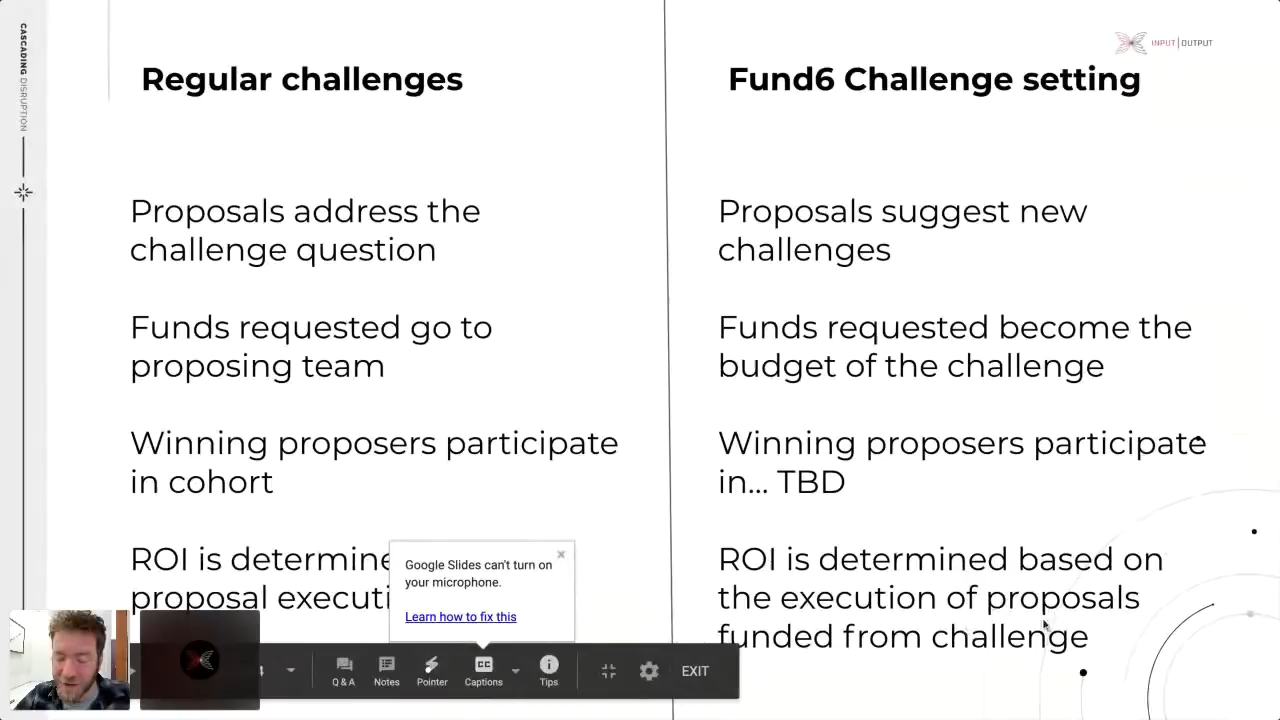 CASCADING DISRUPTION
INPUT | OUTPUT
Regular challenges
Proposals address the
challenge question
Funds requested go to
proposing team
Winning proposers participate
in cohort
ROI is
proposal
Fund6 Challenge setting
Proposals suggest new
challenges
Funds requested become the
budget of the challenge
Winning proposers participate
in... TBD
ROI is determined based on
the execution of proposals
funded from challenge
Google Slides can't turn on
your microphone.
Learn how to fix this
Q & A
Notes
Pointer
CC
Captions
Tips
EXIT